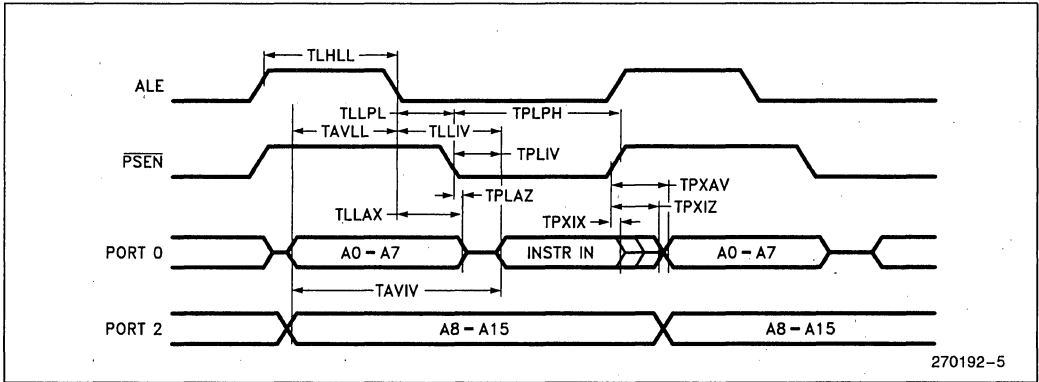 TLHLL
ALE
TLLPL TPLPH
TAVLL TLLIV
PSEN TPLIV
TPLAZ TPXAV
TPXIZ
TLLAX TPXIX
PORT 0 A0-A7 INSTR IN A0-A7
TAVIV
PORT 2 A8-A15 A8-A15
270192-5